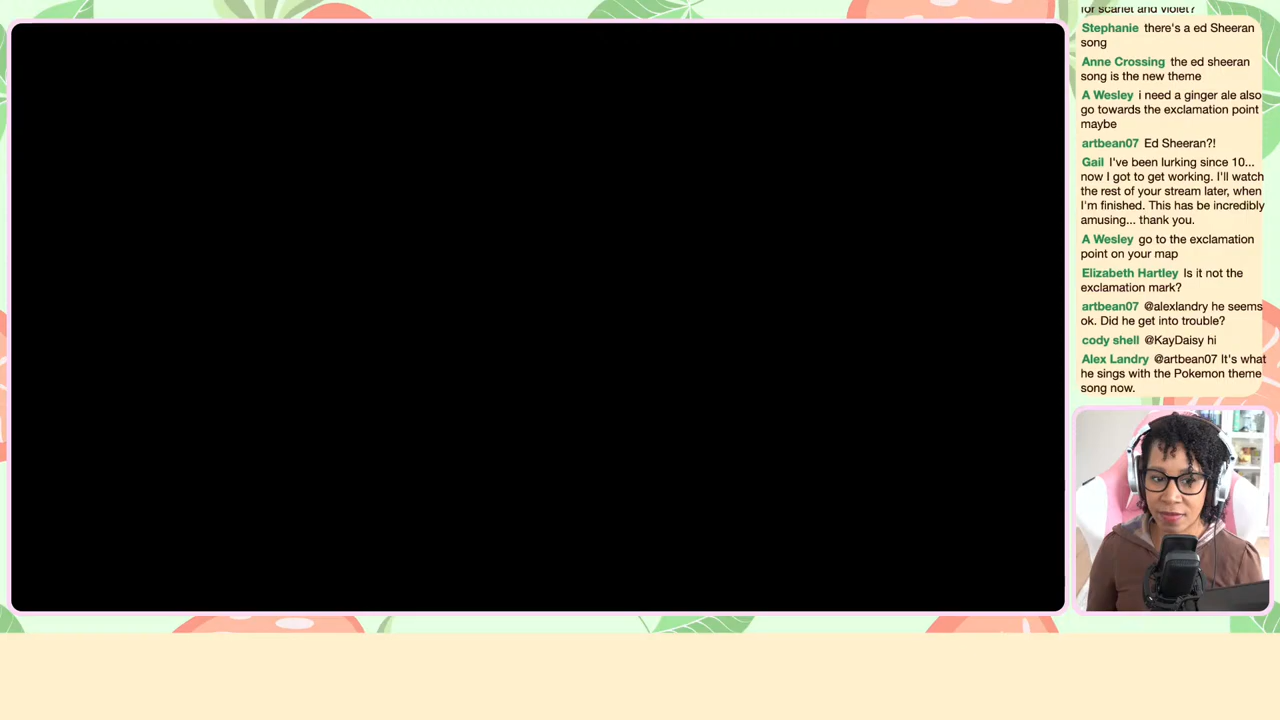 for scarlet and violet?
Stephanie there's a ed Sheeran
song
Anne Crossing the ed sheeran
song is the new theme
A Wesley i need a ginger ale also
go towards the exclamation point
maybe
artbean07 Ed Sheeran?!
Gail I've been lurking since 10...
now I got to get working. I'll watch
the rest of your stream later, when
I'm finished. This has be incredibly
amusing... thank you.
A Wesley go to the exclamation
point on your map
Elizabeth Hartley Is it not the
exclamation mark?
artbean07 @alexlandry he seems
ok. Did he get into trouble?
cody shell @KayDaisy hi
Alex Landry @artbean07 It's what
he sings with the Pokemon theme
song now.